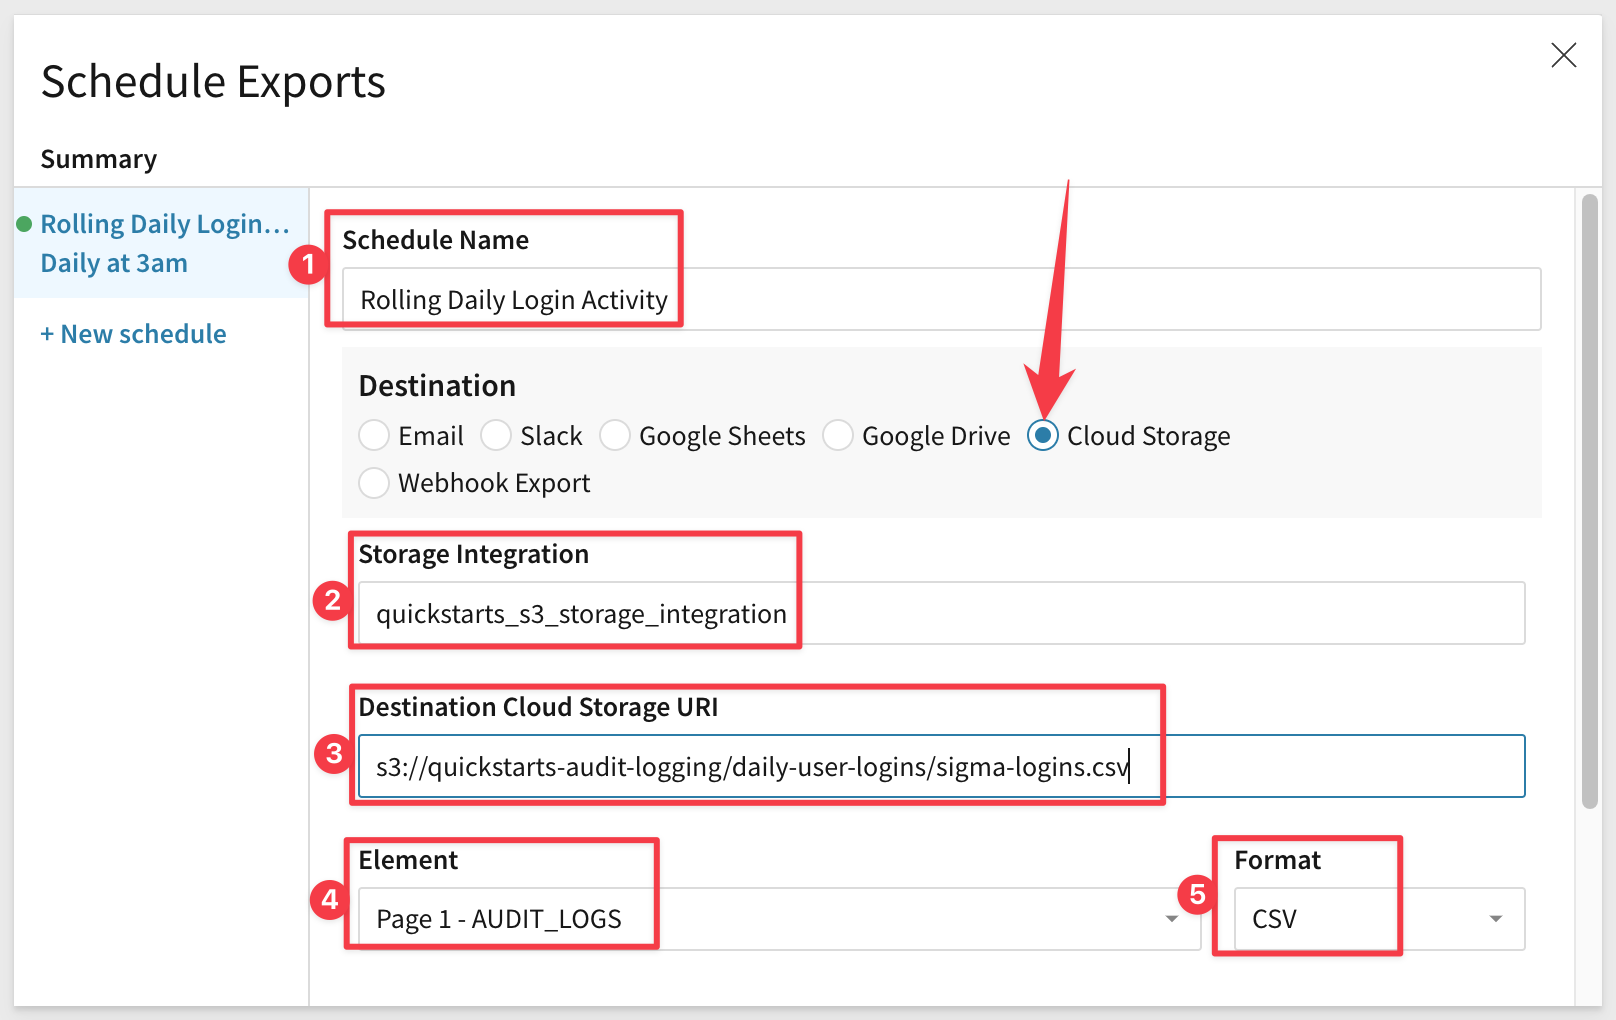 Schedule Exports
Summary
Rolling Daily Login...
Daily at 3am
+ New schedule
1
Schedule Name
Rolling Daily Login Activity
Destination
Email Slack Google Sheets Google Drive Cloud Storage
Webhook Export
2
Storage Integration
quickstarts_s3_storage_integration
3
Destination Cloud Storage URI
s3://quickstarts-audit-logging/daily-user-logins/sigma-logins.csv
4
Element
Page 1 - AUDIT_LOGS
5
Format
CSV